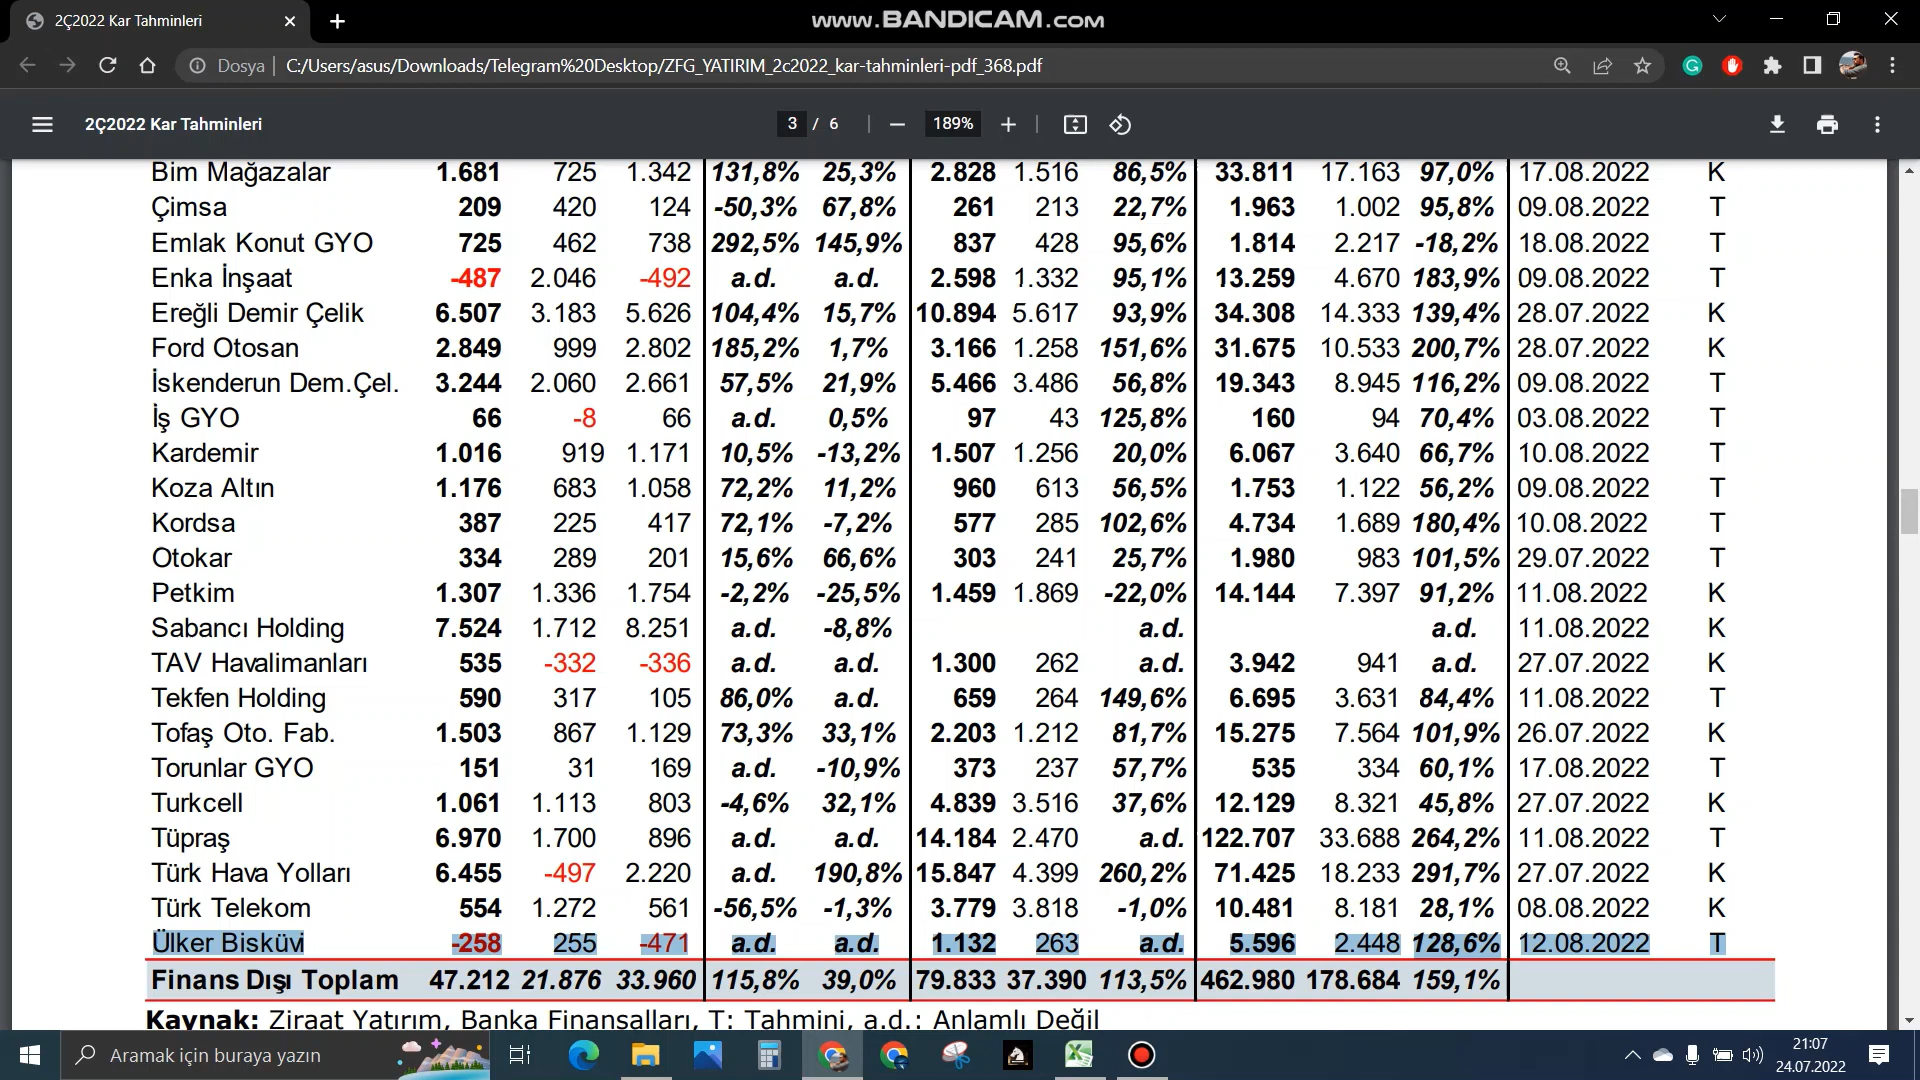 2Ç2022 Kar Tahminleri
www.BANDICAM.com
Dosya | C:/Users/asus/Downloads/Telegram%20Desktop/ZFG_YATIRIM_2c2022_kar-tahminleri-pdf_368.pdf
2Ç2022 Kar Tahminleri 3 / 6 189%
Bim Mağazalar 1.681 725 1.342 131,8% 25,3% 2.828 1.516 86,5% 33.811 17.163 97,0% 17.08.2022 K
Çimsa 209 420 124 -50,3% 67,8% 261 213 22,7% 1.963 1.002 95,8% 09.08.2022 T
Emlak Konut GYO 725 462 738 292,5% 145,9% 837 428 95,6% 1.814 2.217 -18,2% 18.08.2022 T
Enka İnşaat -487 2.046 -492 a.d. a.d. 2.598 1.332 95,1% 13.259 4.670 183,9% 09.08.2022 T
Ereğli Demir Çelik 6.507 3.183 5.626 104,4% 15,7% 10.894 5.617 93,9% 34.308 14.333 139,4% 28.07.2022 K
Ford Otosan 2.849 999 2.802 185,2% 1,7% 3.166 1.258 151,6% 31.675 10.533 200,7% 28.07.2022 K
İskenderun Dem.Çel. 3.244 2.060 2.661 57,5% 21,9% 5.466 3.486 56,8% 19.343 8.945 116,2% 09.08.2022 T
İş GYO 66 -8 66 a.d. 0,5% 97 43 125,8% 160 94 70,4% 03.08.2022 T
Kardemir 1.016 919 1.171 10,5% -13,2% 1.507 1.256 20,0% 6.067 3.640 66,7% 10.08.2022 T
Koza Altın 1.176 683 1.058 72,2% 11,2% 960 613 56,5% 1.753 1.122 56,2% 09.08.2022 T
Kordsa 387 225 417 72,1% -7,2% 577 285 102,6% 4.734 1.689 180,4% 10.08.2022 T
Otokar 334 289 201 15,6% 66,6% 303 241 25,7% 1.980 983 101,5% 29.07.2022 T
Petkim 1.307 1.336 1.754 -2,2% -25,5% 1.459 1.869 -22,0% 14.144 7.397 91,2% 11.08.2022 K
Sabancı Holding 7.524 1.712 8.251 a.d. -8,8% a.d. a.d. 11.08.2022 K
TAV Havalimanları 535 -332 -336 a.d. a.d. 1.300 262 a.d. 3.942 941 a.d. 27.07.2022 K
Tekfen Holding 590 317 105 86,0% a.d. 659 264 149,6% 6.695 3.631 84,4% 11.08.2022 T
Tofaş Oto. Fab. 1.503 867 1.129 73,3% 33,1% 2.203 1.212 81,7% 15.275 7.564 101,9% 26.07.2022 K
Torunlar GYO 151 31 169 a.d. -10,9% 373 237 57,7% 535 334 60,1% 17.08.2022 T
Turkcell 1.061 1.113 803 -4,6% 32,1% 4.839 3.516 37,6% 12.129 8.321 45,8% 27.07.2022 K
Tüpraş 6.970 1.700 896 a.d. a.d. 14.184 2.470 a.d. 122.707 33.688 264,2% 11.08.2022 T
Türk Hava Yolları 6.455 -497 2.220 a.d. 190,8% 15.847 4.399 260,2% 71.425 18.233 291,7% 27.07.2022 K
Türk Telekom 554 1.272 561 -56,5% -1,3% 3.779 3.818 -1,0% 10.481 8.181 28,1% 08.08.2022 K
Ülker Bisküvi -258 255 -471 a.d. a.d. 1.132 263 a.d. 5.596 2.448 128,6% 12.08.2022 T
Finans Dışı Toplam 47.212 21.876 33.960 115,8% 39,0% 79.833 37.390 113,5% 462.980 178.684 159,1%
Kaynak: Ziraat Yatırım, Banka Finansalları, T: Tahmini, a.d.: Anlamlı Değil
Aramak için buraya yazın
21:07
24.07.2022